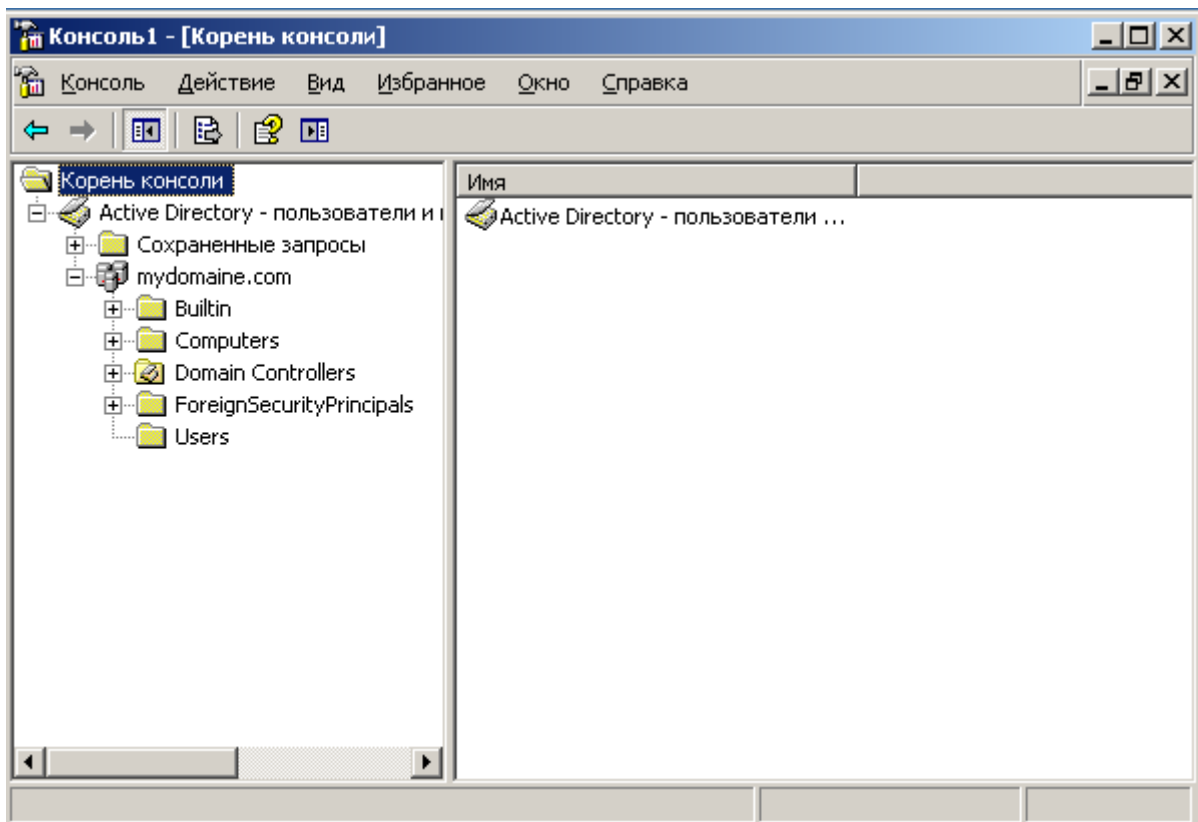 Консоль1 - [Корень консоли]
Консоль Действие Вид Избранное Окно Справка
Корень консоли
Active Directory - пользователи и
Сохраненные запросы
mydomaine.com
Builtin
Computers
Domain Controllers
ForeignSecurityPrincipals
Users
Имя
Active Directory - пользователи ...